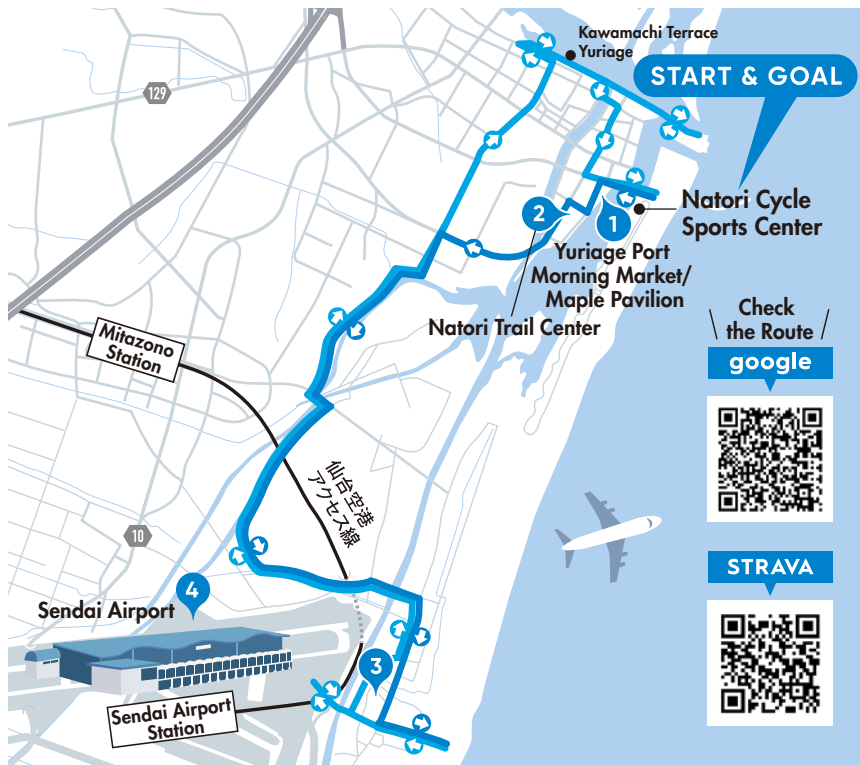 Kawamachi Terrace
Yuriage
START & GOAL
129
2
1
Natori Cycle
Sports Center
Yuriage Port
Morning Market/
Maple Pavilion
Natori Trail Center
Check
the Route
google
Mitazono
Station
仙台空港
アクセス線
10
STRAVA
4
Sendai Airport
3
Sendai Airport
Station